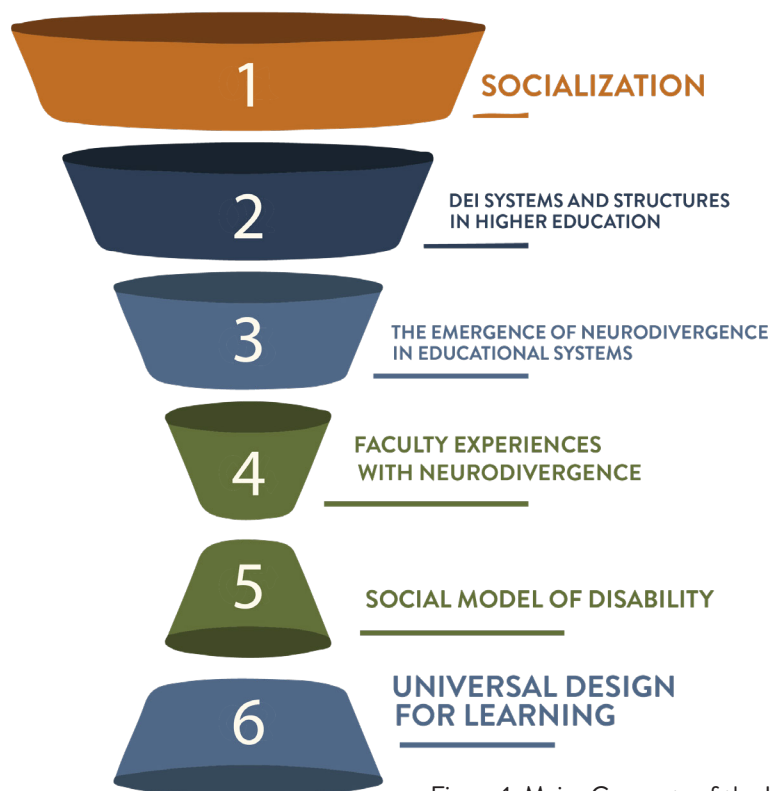 1
SOCIALIZATION
2
DEI SYSTEMS AND STRUCTURES
IN HIGHER EDUCATION
3
THE EMERGENCE OF NEURODIVERGENCE
IN EDUCATIONAL SYSTEMS
4
FACULTY EXPERIENCES
WITH NEURODIVERGENCE
5
SOCIAL MODEL OF DISABILITY
6
UNIVERSAL DESIGN
FOR LEARNING